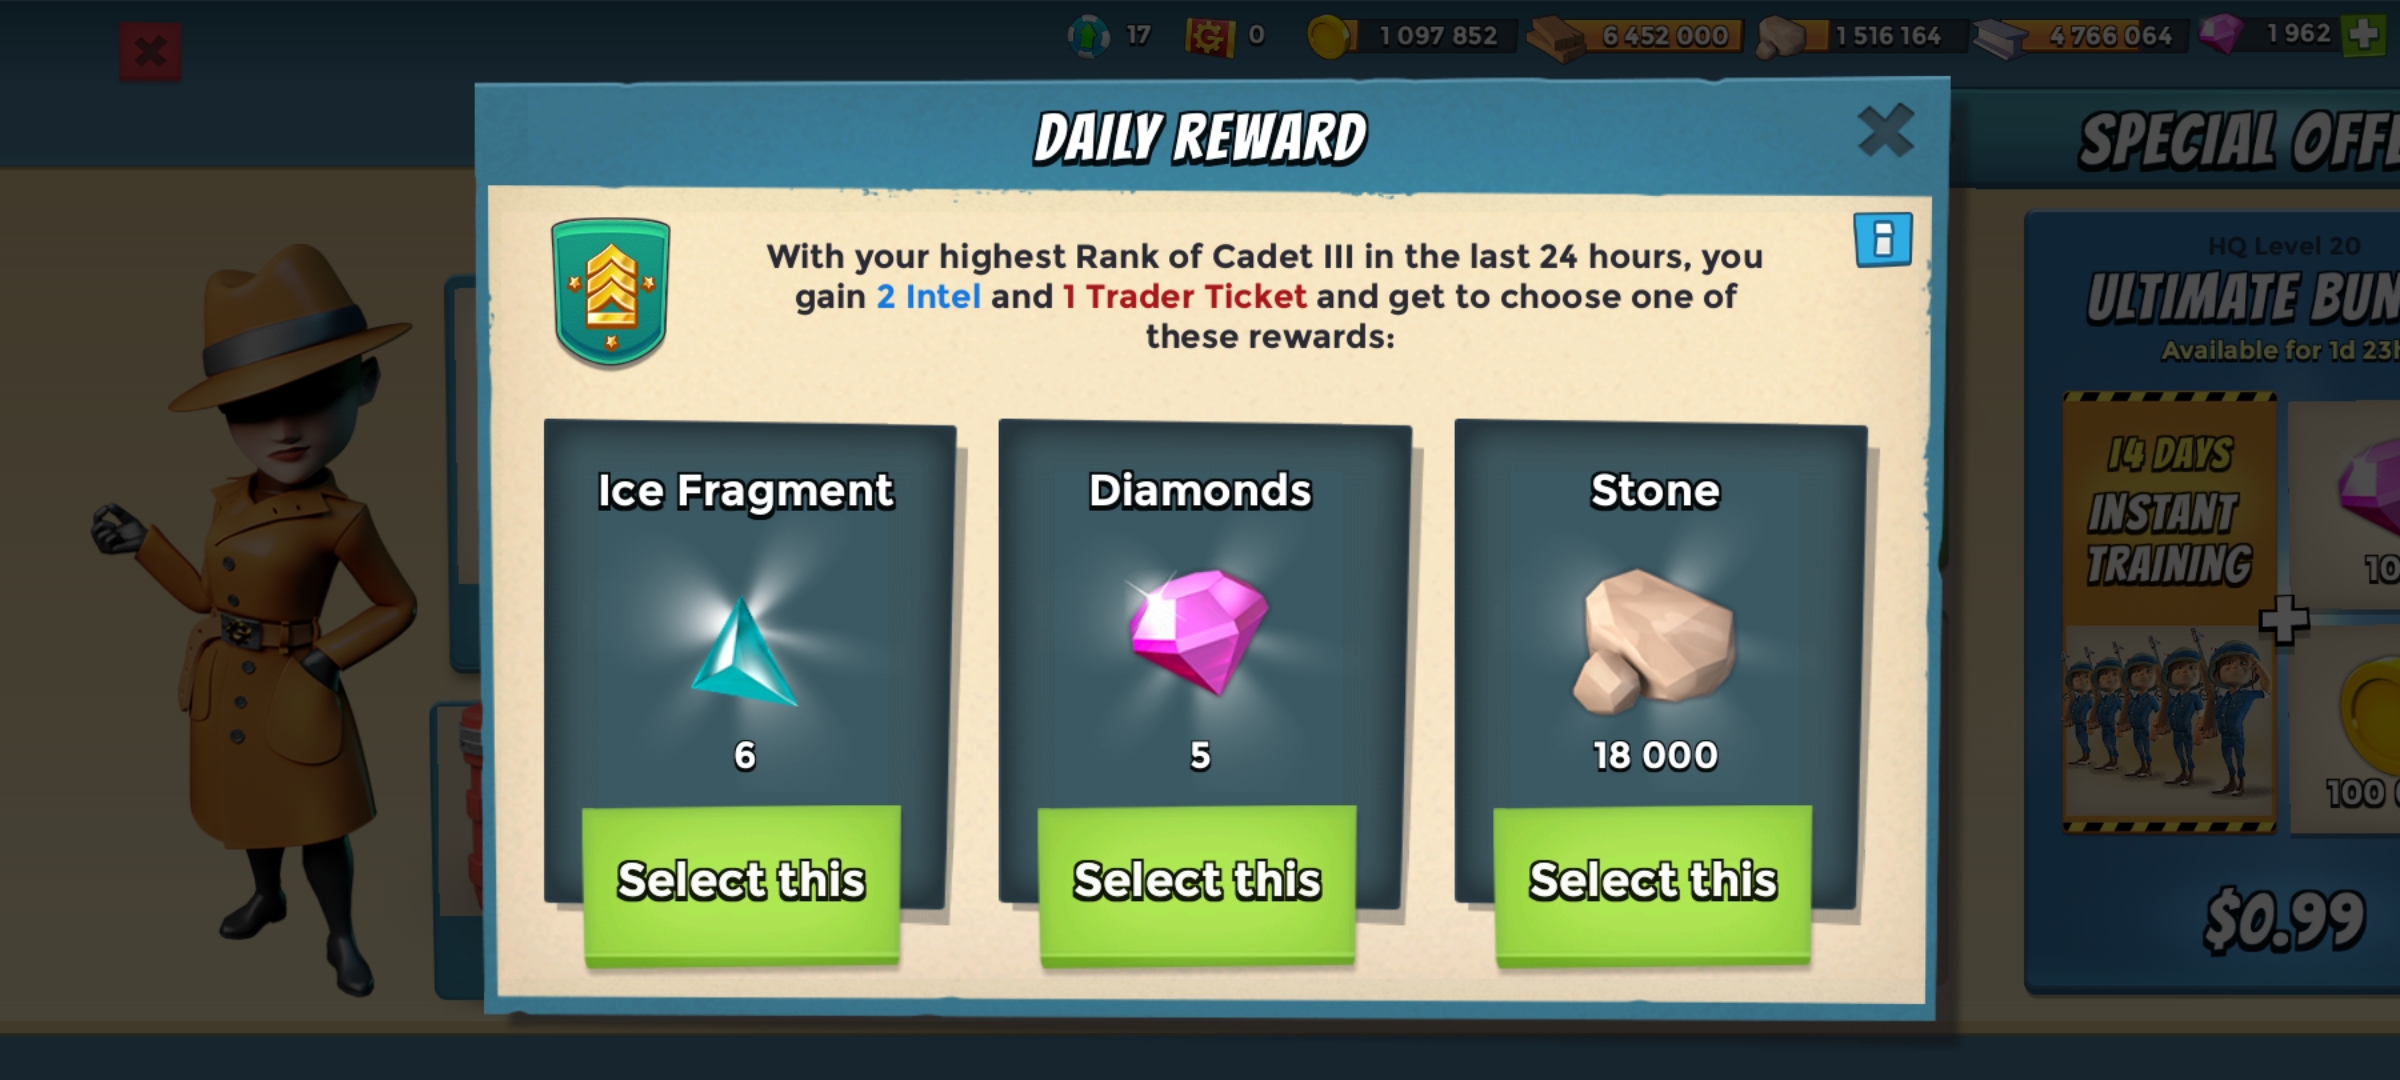 17
0
1 097 852
6 452 000
1 516 164
4 766 064
1 962
DAILY REWARD
With your highest Rank of Cadet III in the last 24 hours, you
gain 2 Intel and 1 Trader Ticket and get to choose one of
these rewards:
Ice Fragment
6
Select this
Diamonds
5
Select this
Stone
18 000
Select this
SPECIAL OFFE
HQ Level 20
ULTIMATE BUN
Available for 1d 23h
14 DAYS
INSTANT
TRAINING
10
100
$0.99